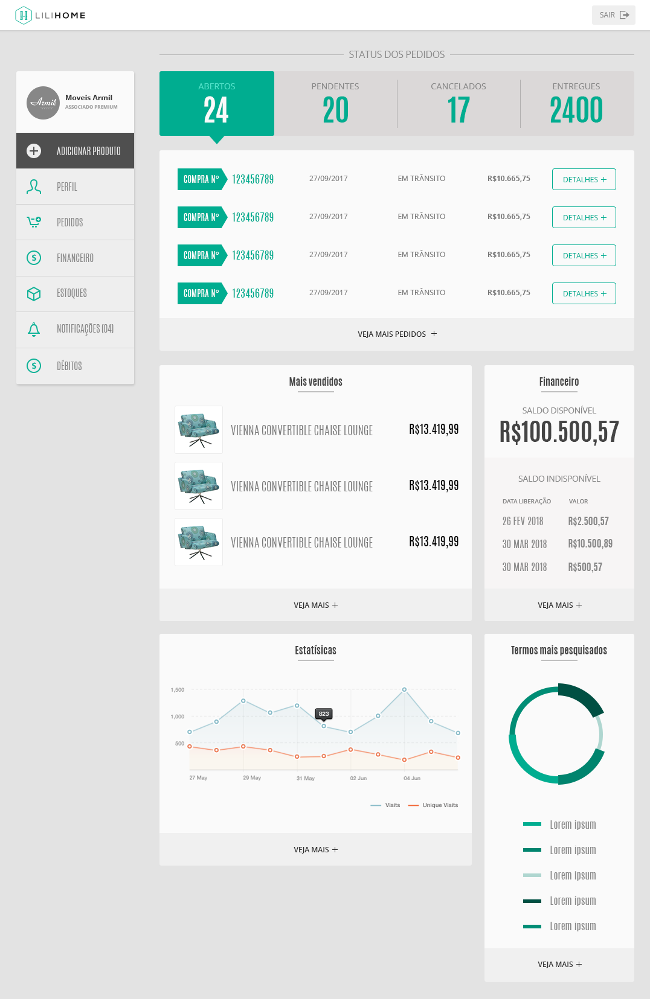 LILIHOME
SAIR
STATUS DOS PEDIDOS
Armil
Moveis Armil
ASSOCIADO PREMIUM
ADICIONAR PRODUTO
PERFIL
PEDIDOS
FINANCEIRO
ESTOQUES
NOTIFICAÇÕES (04)
DÉBITOS
ABERTOS
24
PENDENTES
20
CANCELADOS
17
ENTREGUES
2400
COMPRA Nº 123456789 27/09/2017 EM TRÂNSITO R$10.665,75 DETALHES +
COMPRA Nº 123456789 27/09/2017 EM TRÂNSITO R$10.665,75 DETALHES +
COMPRA Nº 123456789 27/09/2017 EM TRÂNSITO R$10.665,75 DETALHES +
COMPRA Nº 123456789 27/09/2017 EM TRÂNSITO R$10.665,75 DETALHES +
VEJA MAIS PEDIDOS +
Mais vendidos
VIENNA CONVERTIBLE CHAISE LOUNGE R$13.419,99
VIENNA CONVERTIBLE CHAISE LOUNGE R$13.419,99
VIENNA CONVERTIBLE CHAISE LOUNGE R$13.419,99
VEJA MAIS +
Financeiro
SALDO DISPONÍVEL
R$100.500,57
SALDO INDISPONÍVEL
DATA LIBERAÇÃO VALOR
26 FEV 2018 R$2.500,57
30 MAR 2018 R$10.500,89
30 MAR 2018 R$500,57
VEJA MAIS +
Estatísicas
1,500
1,000
500
823
27 May 29 May 31 May 02 Jun 04 Jun
Visits Unique Visits
VEJA MAIS +
Termos mais pesquisados
Lorem ipsum
Lorem ipsum
Lorem ipsum
Lorem ipsum
Lorem ipsum
VEJA MAIS +